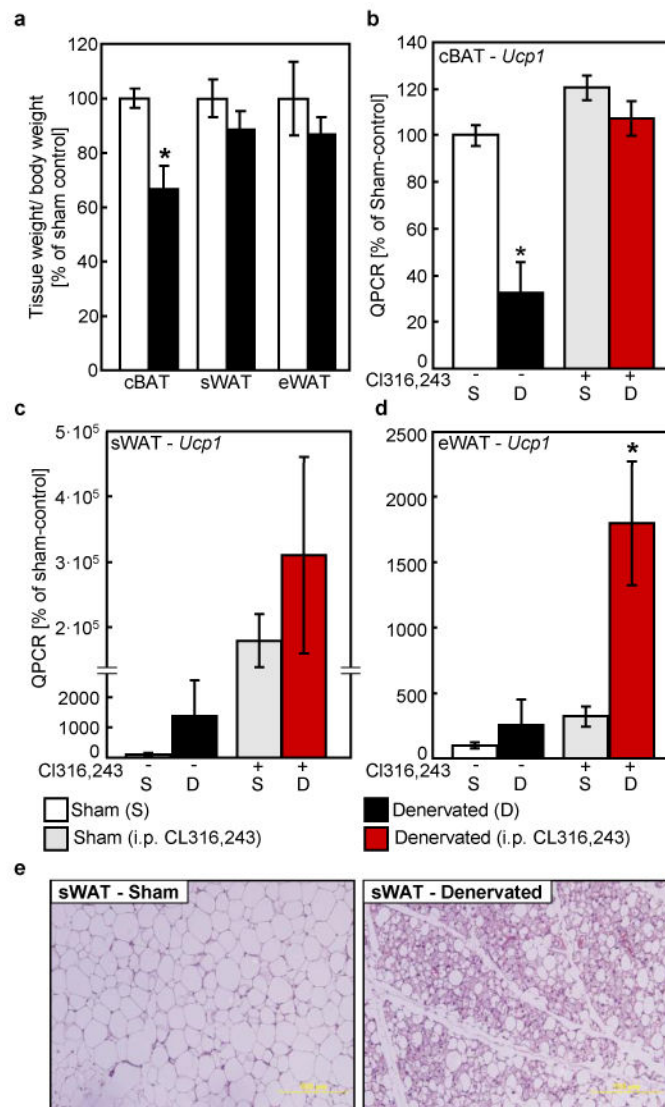 a
Tissue weight/ body weight
[% of sham control]
120
100
80
60
40
20
0
*
cBAT sWAT eWAT
b
cBAT - Ucp1
QPCR [% of Sham-control]
140
120
100
80
60
40
20
0
*
Cl316,243 - - + +
S D S D
c
sWAT - Ucp1
QPCR [% of sham-control]
5·10⁵
4·10⁵
3·10⁵
2·10⁵
2000
1000
0
Cl316,243 - - + +
S D S D
d
eWAT - Ucp1
2500
2000
1500
1000
500
0
*
- - + +
S D S D
Sham (S) Denervated (D)
Sham (i.p. CL316,243) Denervated (i.p. CL316,243)
e
sWAT - Sham sWAT - Denervated